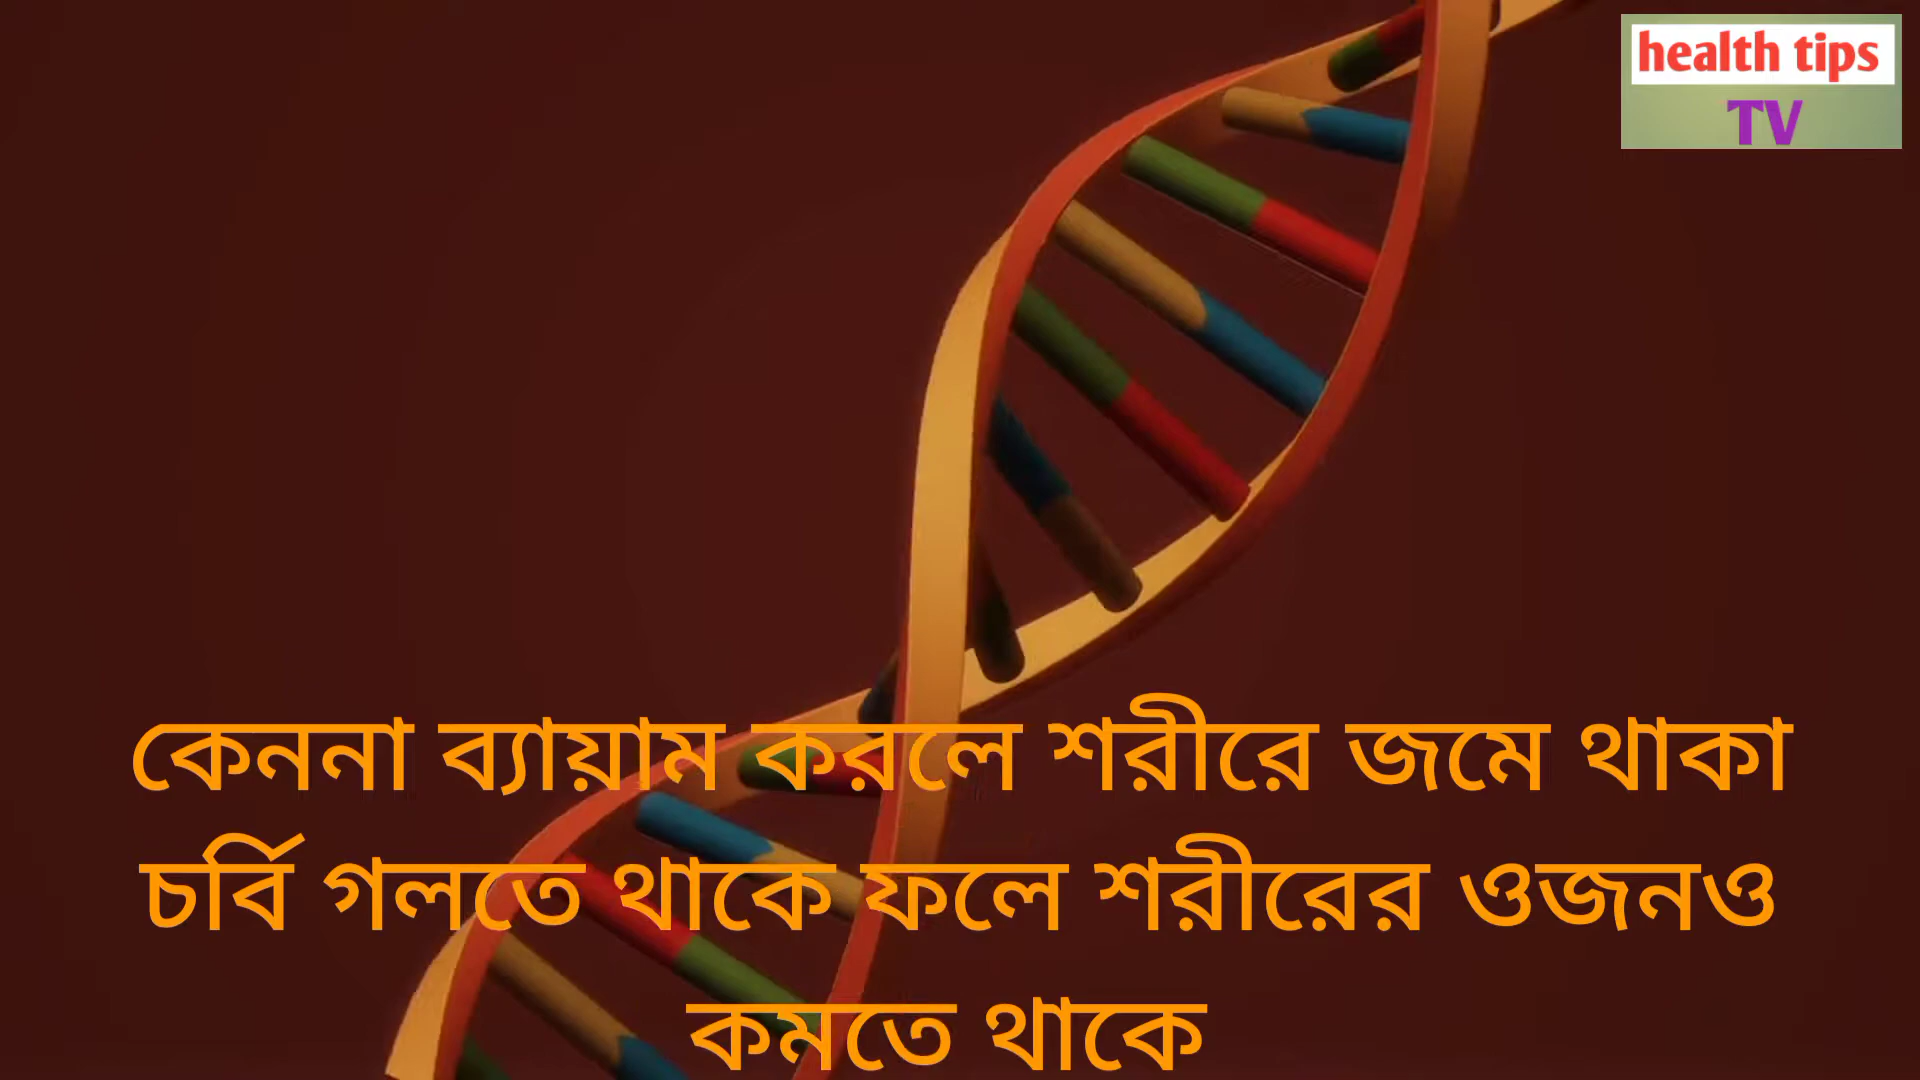 health tips
TV
কেননা ব্যায়াম করলে শরীরে জমে থাকা
চর্বি গলতে থাকে ফলে শরীরের ওজনও
কমতে থাকে